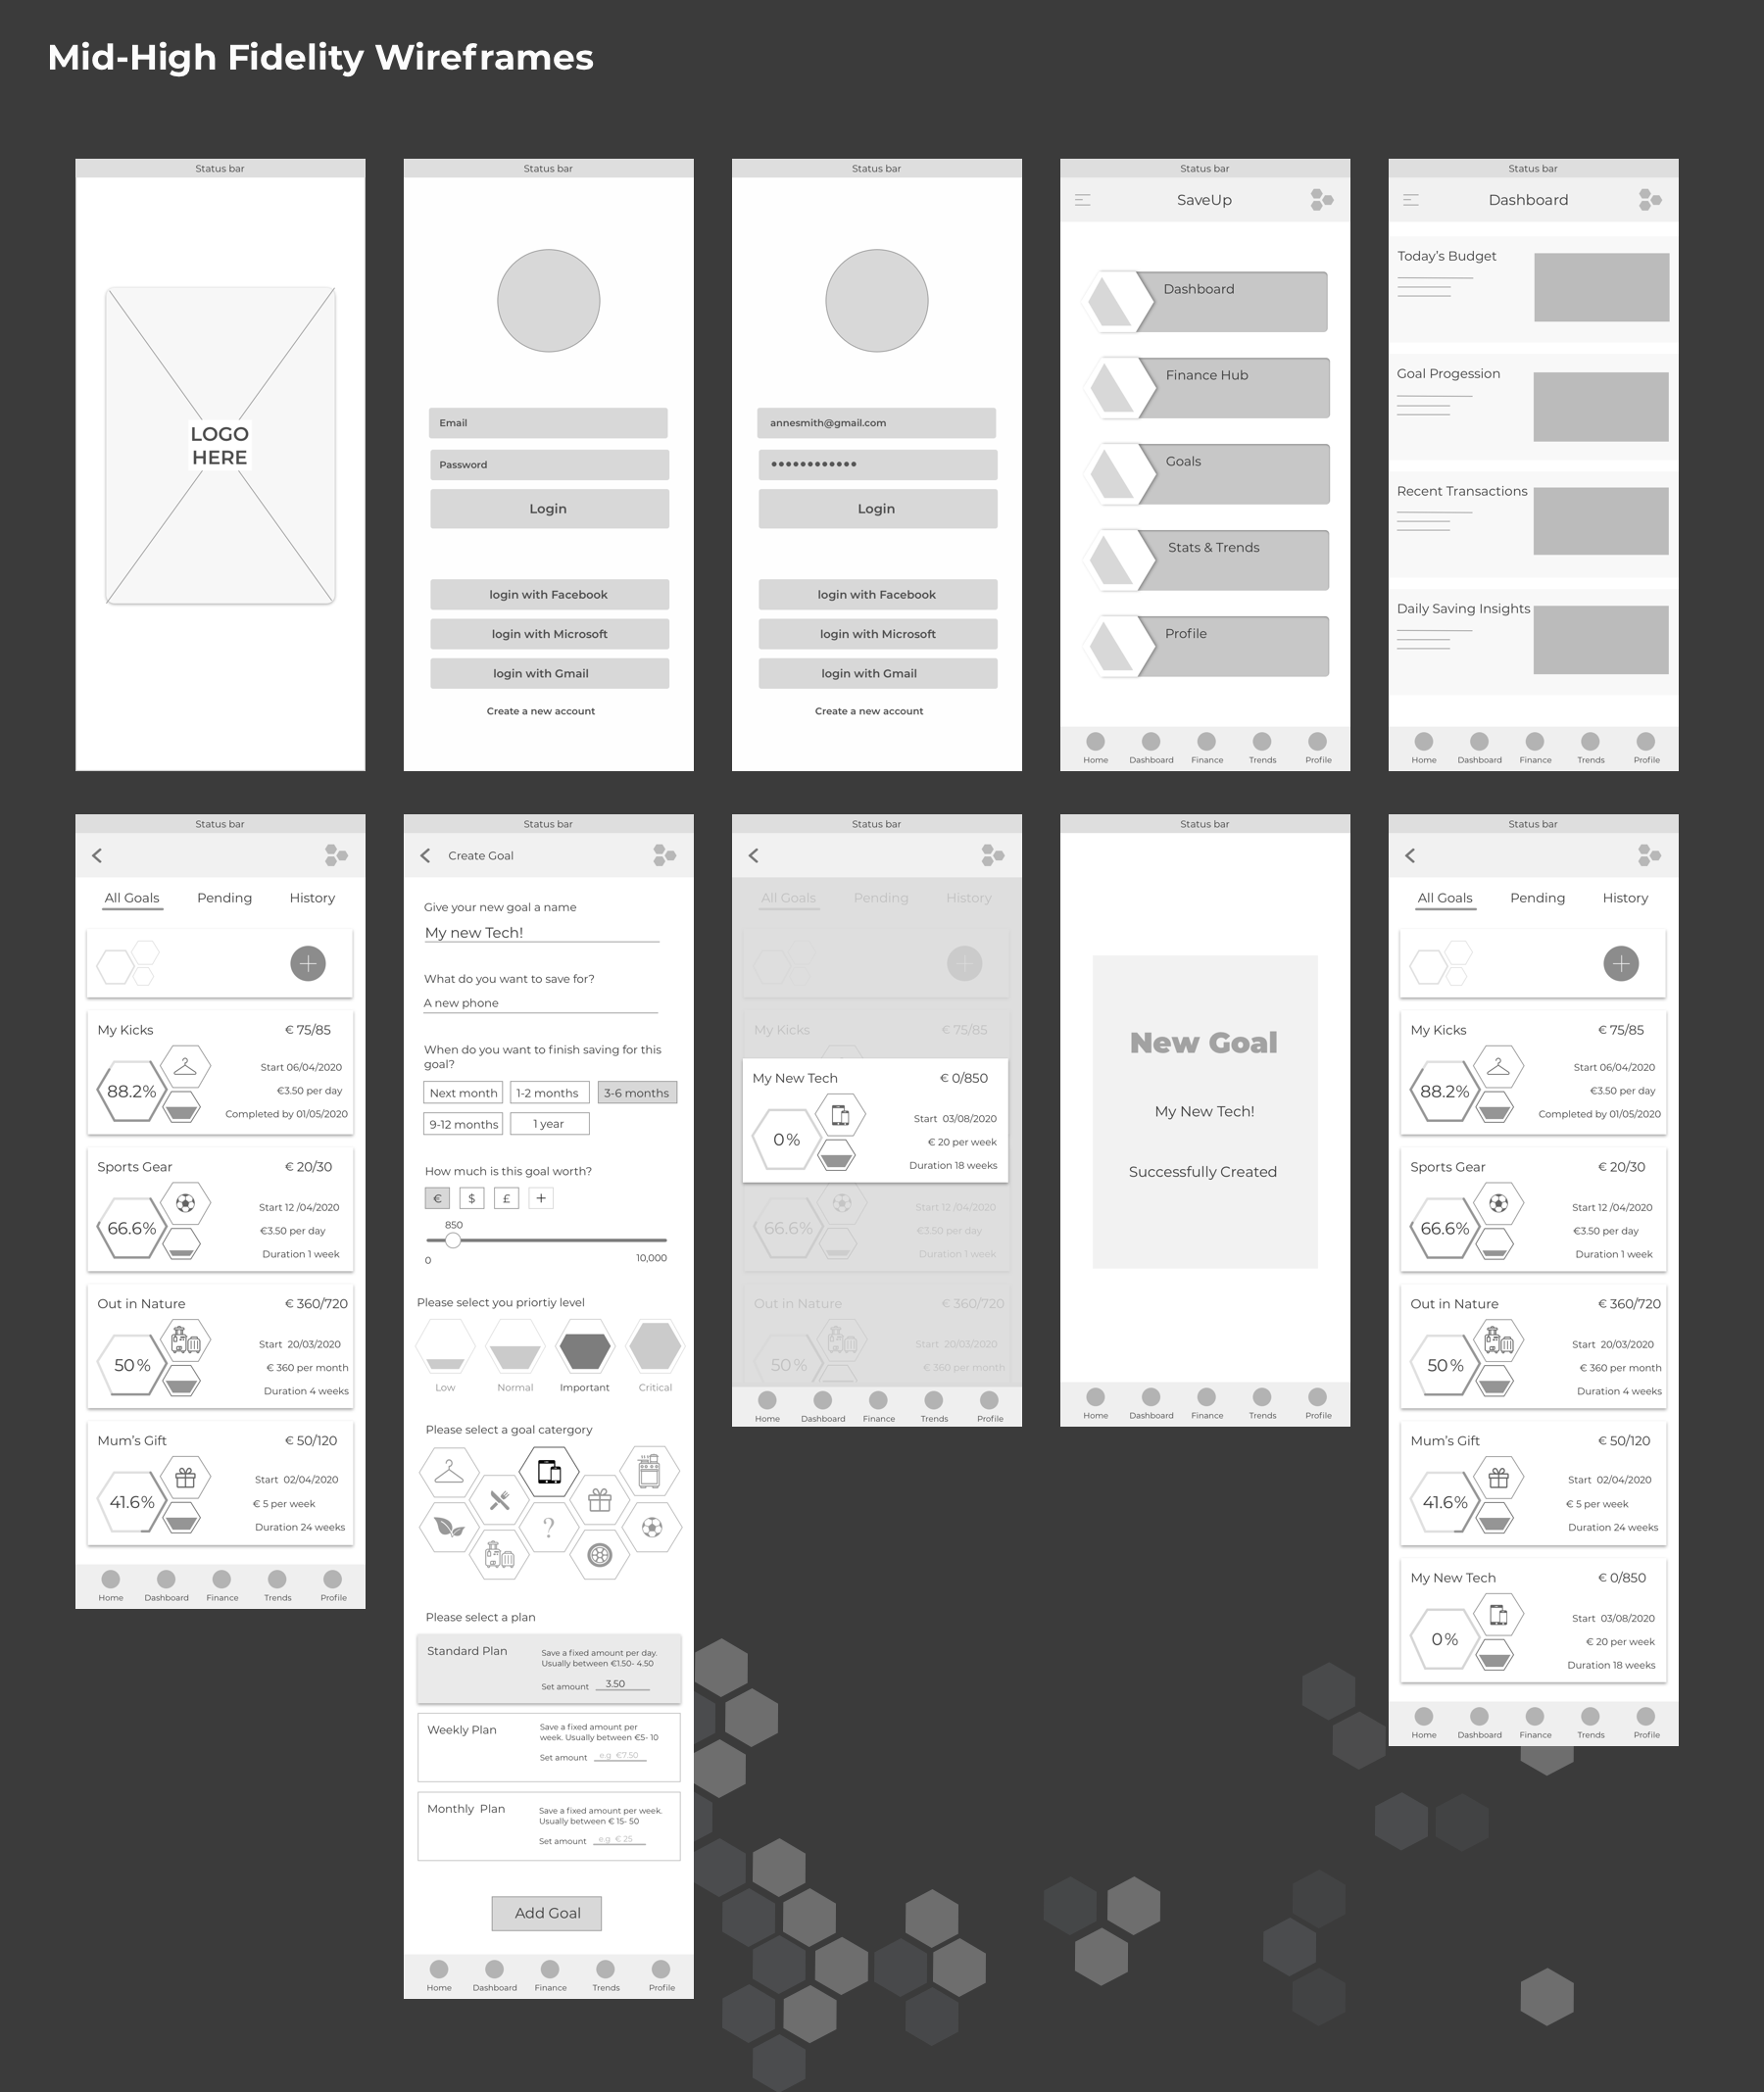 Mid-High Fidelity Wireframes
Status bar
LOGO
HERE
Status bar
Email
Password
Login
login with Facebook
login with Microsoft
login with Gmail
Create a new account
Status bar
annesmith@gmail.com
••••••••••••
Login
login with Facebook
login with Microsoft
login with Gmail
Create a new account
Status bar
SaveUp
Dashboard
Finance Hub
Goals
Stats & Trends
Profile
Home Dashboard Finance Trends Profile
Status bar
Dashboard
Today's Budget
Goal Progession
Recent Transactions
Daily Saving Insights
Home Dashboard Finance Trends Profile
Status bar
All Goals Pending History
My Kicks € 75/85
Start 06/04/2020
88.2% €3.50 per day
Completed by 01/05/2020
Sports Gear € 20/30
Start 12 /04/2020
66.6% €3.50 per day
Duration 1 week
Out in Nature € 360/720
Start 20/03/2020
50 % € 360 per month
Duration 4 weeks
Mum's Gift € 50/120
Start 02/04/2020
41.6% € 5 per week
Duration 24 weeks
Home Dashboard Finance Trends Profile
Status bar
Create Goal
Give your new goal a name
My new Tech!
What do you want to save for?
A new phone
When do you want to finish saving for this
goal?
Next month 1-2 months 3-6 months
9-12 months 1 year
How much is this goal worth?
€ $ £ +
850
0 10,000
Please select you priortiy level
Low Normal Important Critical
Please select a goal catergory
?
Please select a plan
Standard Plan
Save a fixed amount per day.
Usually between €1.50- 4.50
Set amount 3.50
Weekly Plan
Save a fixed amount per
week. Usually between €5- 10
Set amount e.g €7.50
Monthly Plan
Save a fixed amount per week.
Usually between € 15- 50
Set amount e.g € 25
Add Goal
Home Dashboard Finance Trends Profile
Status bar
All Goals Pending History
My Kicks € 75/85
My New Tech € 0/850
Start 03/08/2020
0 % € 20 per week
Duration 18 weeks
Start 12 /04/2020
66.6% €3.50 per day
Duration 1 week
Out in Nature € 360/720
Start 20/03/2020
50 % € 360 per month
Home Dashboard Finance Trends Profile
Status bar
New Goal
My New Tech!
Successfully Created
Home Dashboard Finance Trends Profile
Status bar
All Goals Pending History
My Kicks € 75/85
Start 06/04/2020
88.2% €3.50 per day
Completed by 01/05/2020
Sports Gear € 20/30
Start 12 /04/2020
66.6% €3.50 per day
Duration 1 week
Out in Nature € 360/720
Start 20/03/2020
50 % € 360 per month
Duration 4 weeks
Mum's Gift € 50/120
Start 02/04/2020
41.6% € 5 per week
Duration 24 weeks
My New Tech € 0/850
Start 03/08/2020
0 % € 20 per week
Duration 18 weeks
Home Dashboard Finance Trends Profile